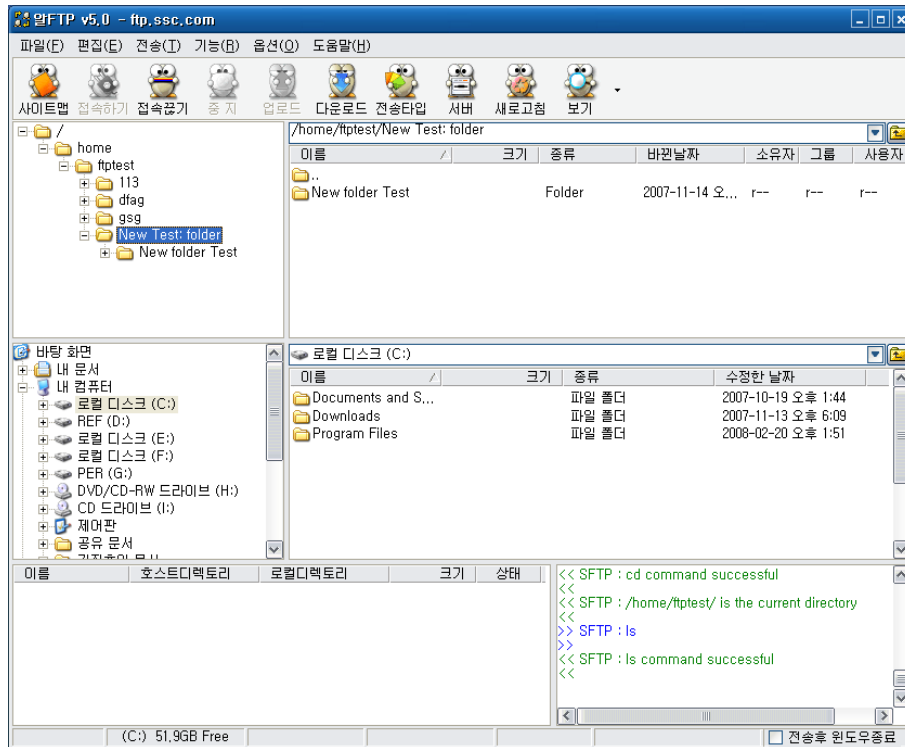 알FTP v5.0 - ftp.ssc.com
파일(F) 편집(E) 전송(T) 기능(B) 옵션(O) 도움말(H)
사이트맵 접속하기 접속끊기 중 지 업로드 다운로드 전송타입 서버 새로고침 보기
/
home
ftptest
113
dfag
gsg
New Test: folder
New folder Test
/home/ftptest/New Test: folder
이름 크기 종류 바뀐날짜 소유자 그룹 사용자
..
New folder Test Folder 2007-11-14 오... r-- r-- r--
바탕 화면
내 문서
내 컴퓨터
로컬 디스크 (C:)
REF (D:)
로컬 디스크 (E:)
로컬 디스크 (F:)
PER (G:)
DVD/CD-RW 드라이브 (H:)
CD 드라이브 (I:)
제어판
공유 문서
로컬 디스크 (C:)
이름 크기 종류 수정한 날짜
Documents and S... 파일 폴더 2007-10-19 오후 1:44
Downloads 파일 폴더 2007-11-13 오후 6:09
Program Files 파일 폴더 2008-02-20 오후 1:51
이름 호스트디렉토리 로컬디렉토리 크기 상태
<< SFTP : cd command successful
<<
<< SFTP : /home/ftptest/ is the current directory
<<
>> SFTP : ls
>>
<< SFTP : ls command successful
<<
(C:) 51.9GB Free
전송후 윈도우종료